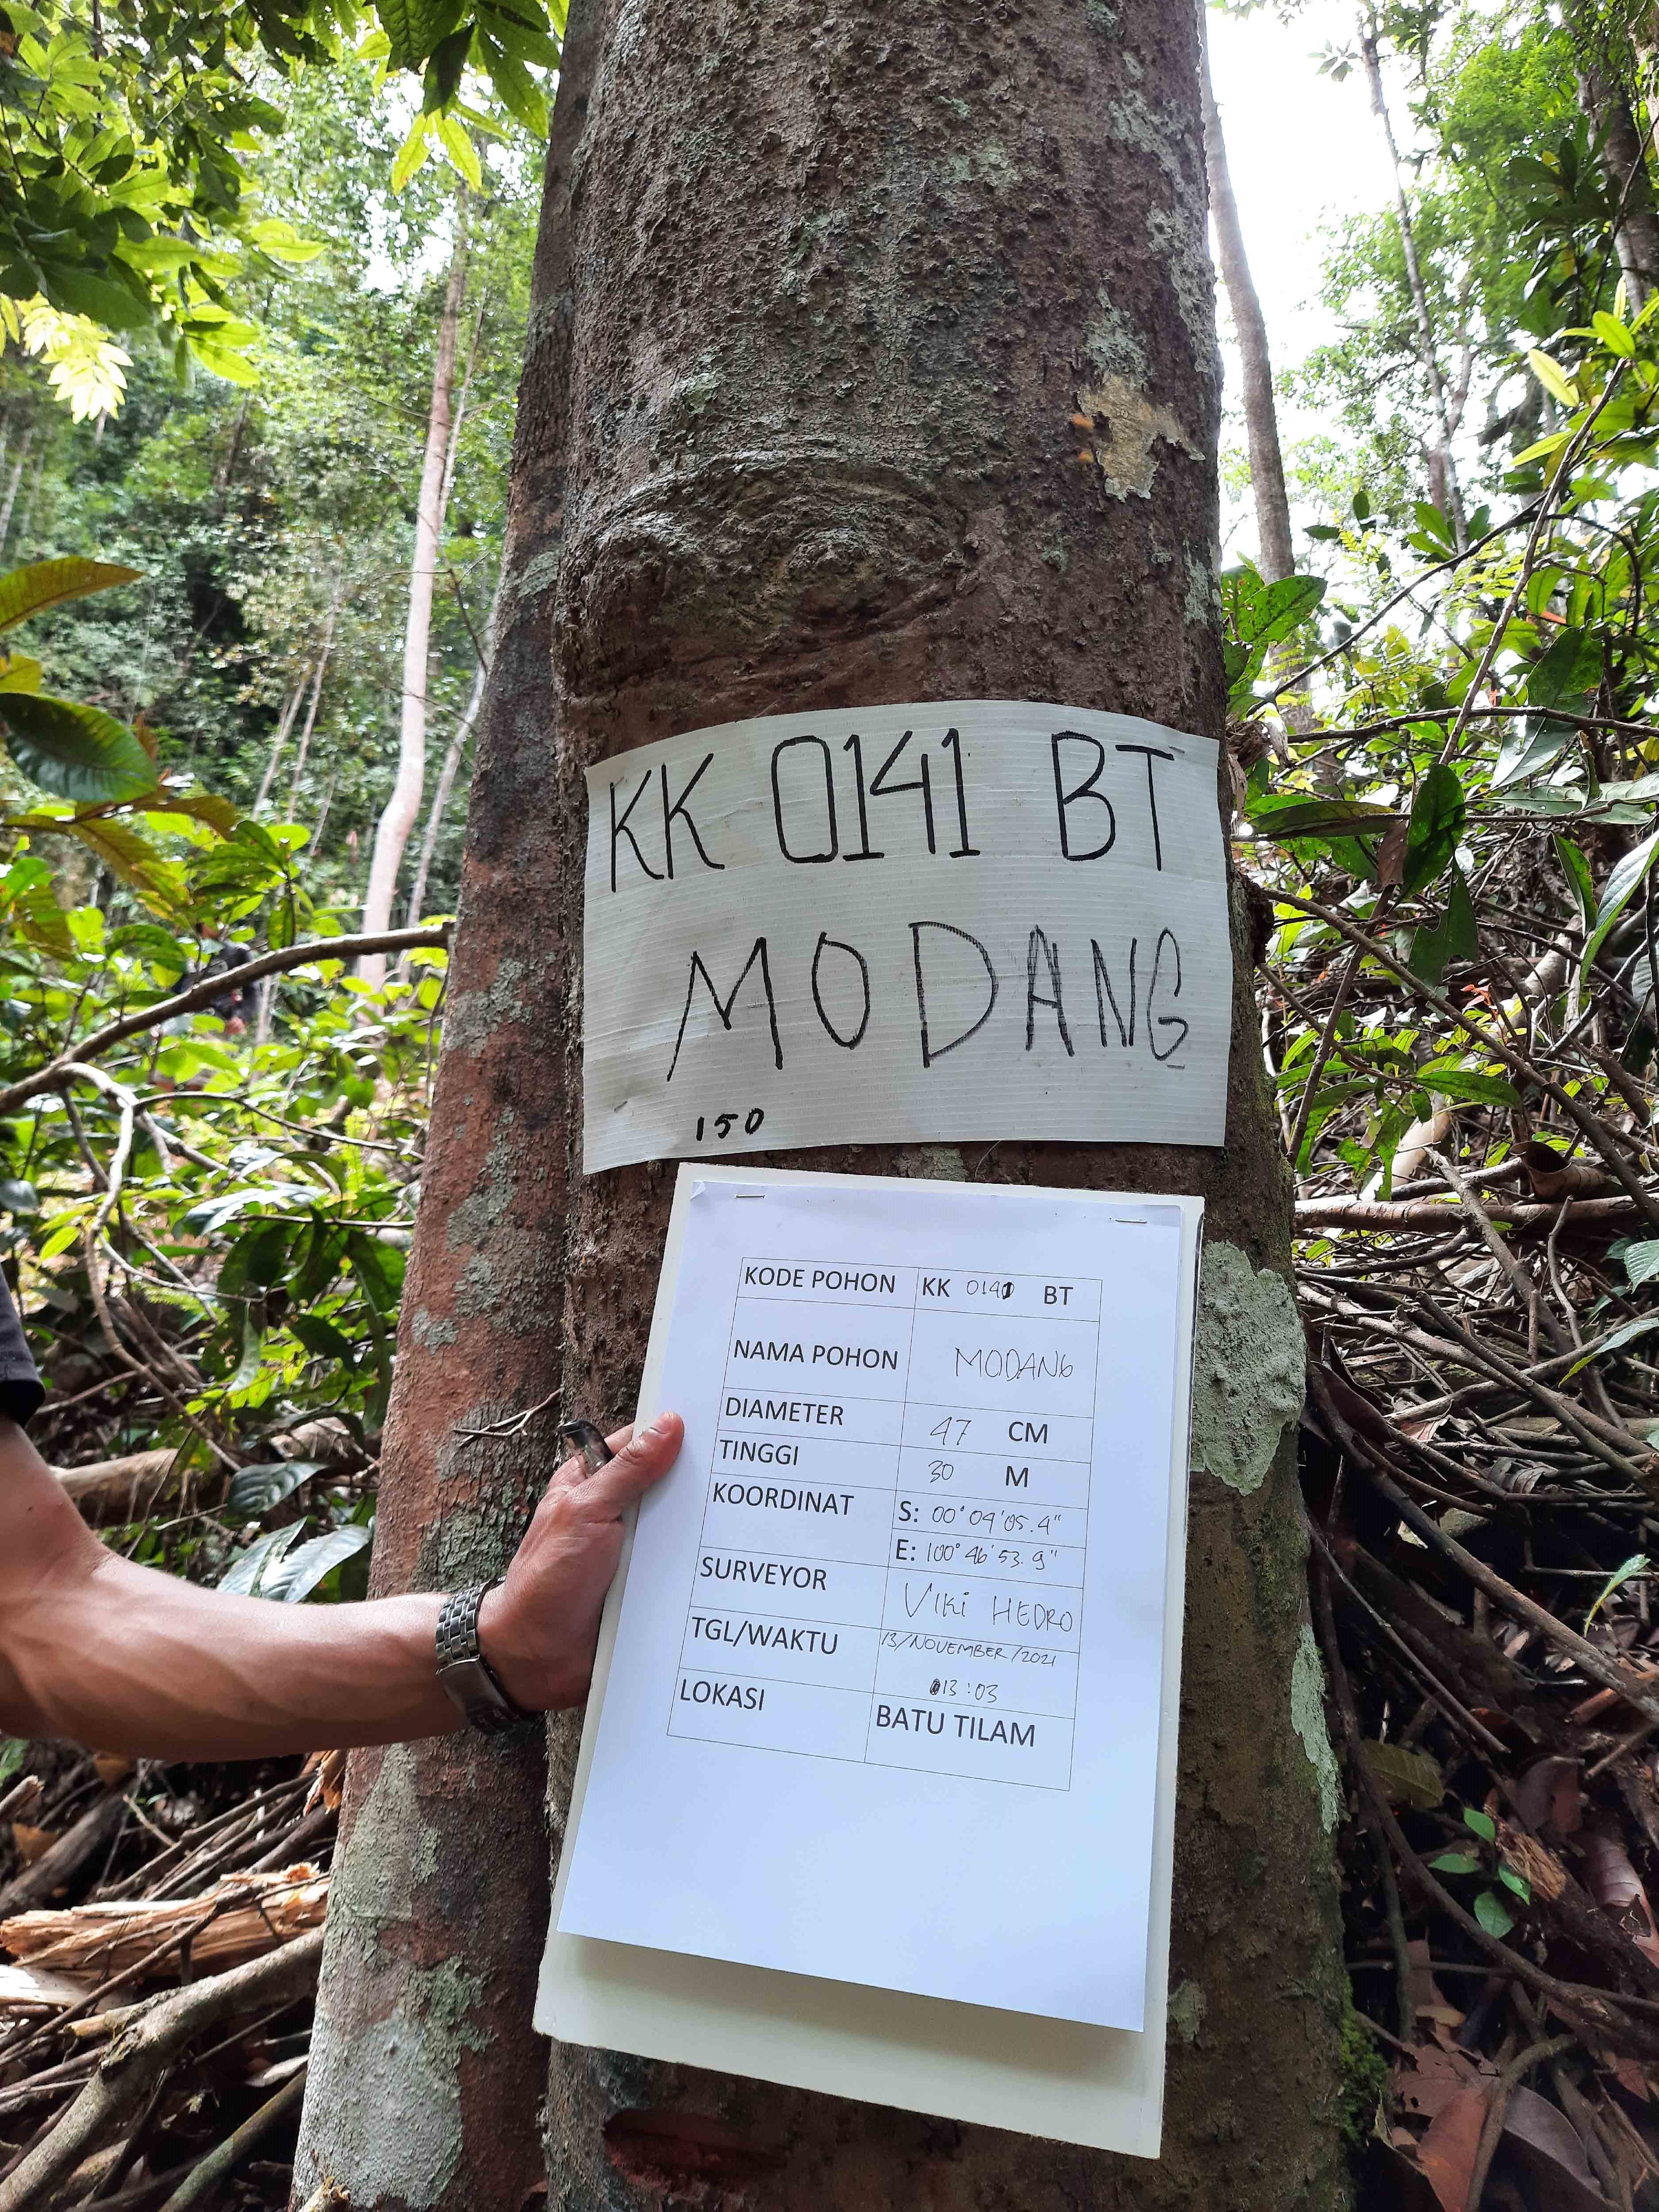 KK 0141 BT
MODANG
150
KODE POHON KK 0141 BT
NAMA POHON MODANG
DIAMETER 47 CM
TINGGI 30 M
KOORDINAT S: 00°04'05.4"
E: 100°46'53.9"
SURVEYOR VIKI HEDRO
TGL/WAKTU 13/NOVEMBER/2021
13:03
LOKASI BATU TILAM